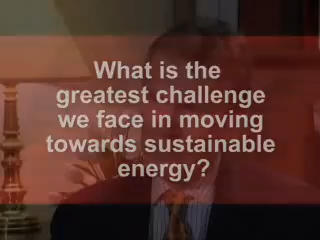 What is the
greatest challenge
we face in moving
towards sustainable
energy?